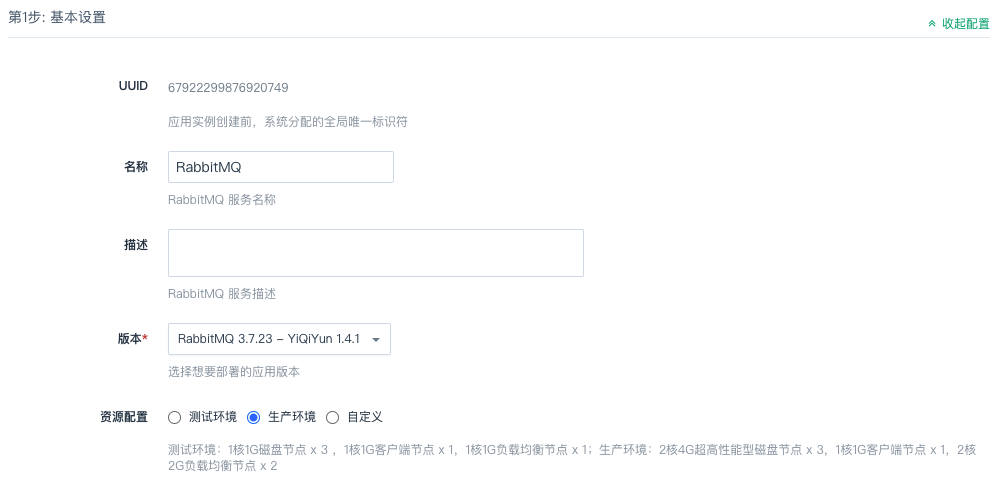 第1步: 基本设置
收起配置
UUID 67922299876920749
应用实例创建前，系统分配的全局唯一标识符
名称 RabbitMQ
RabbitMQ 服务名称
描述
RabbitMQ 服务描述
版本* RabbitMQ 3.7.23 - YiQiYun 1.4.1
选择想要部署的应用版本
资源配置 测试环境 生产环境 自定义
测试环境：1核1G磁盘节点 x 3 ，1核1G客户端节点 x 1，1核1G负载均衡节点 x 1；生产环境：2核4G超高性能型磁盘节点 x 3，1核1G客户端节点 x 1，2核
2G负载均衡节点 x 2